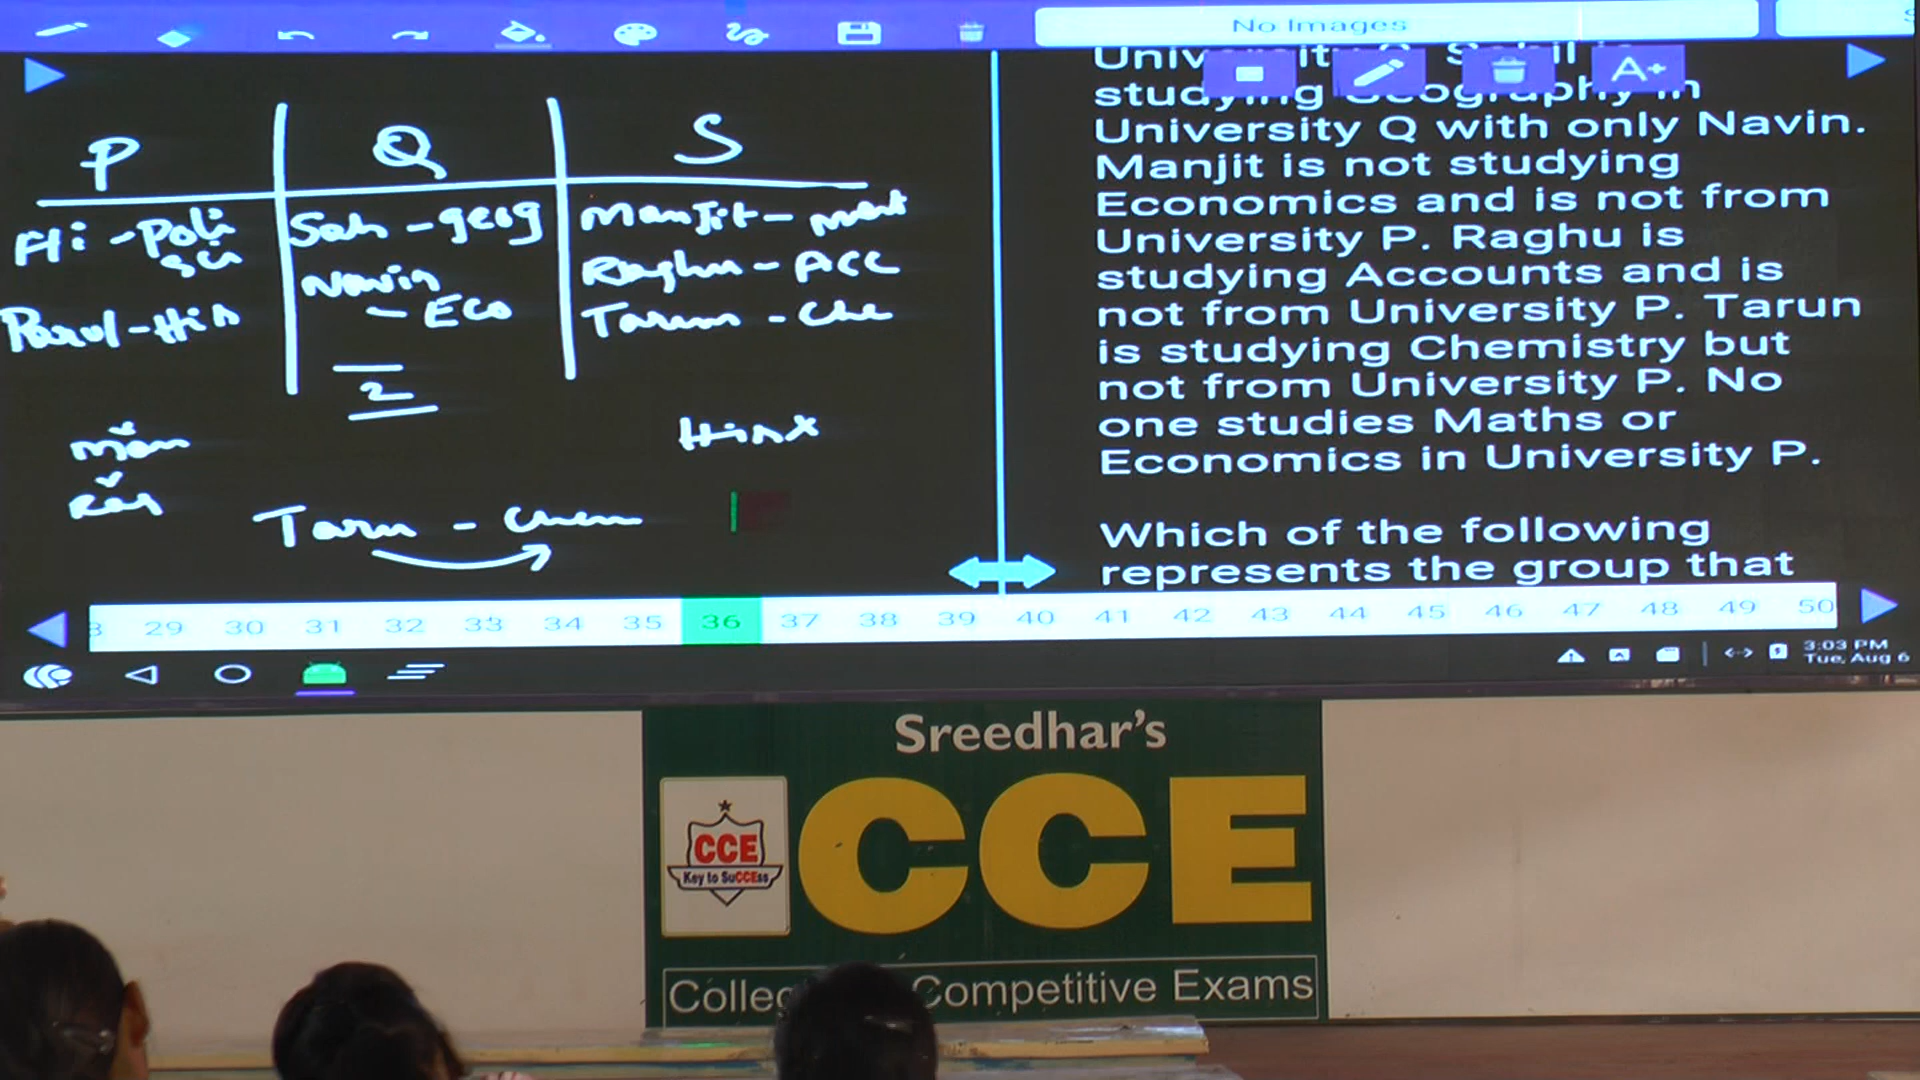 No Images
A+
studying Geography in
University Q with only Navin.
Manjit is not studying
Economics and is not from
University P. Raghu is
studying Accounts and is
not from University P. Tarun
is studying Chemistry but
not from University P. No
one studies Maths or
Economics in University P.
Which of the following
represents the group that
P Q S
Hi - Poli Sah - geog Manjit -
Sci
Navin Raghu - Acc
- Eco
Parul - Hin Tarun - Che
2
Hin x
Tarun - Chem
29 30 31 32 33 34 35 36 37 38 39 40 41 42 43 44 45 46 47 48 49 50
3:03 PM
Tue, Aug 6
Sreedhar's
CCE
CCE
Key to SuCCEss
Competitive Exams